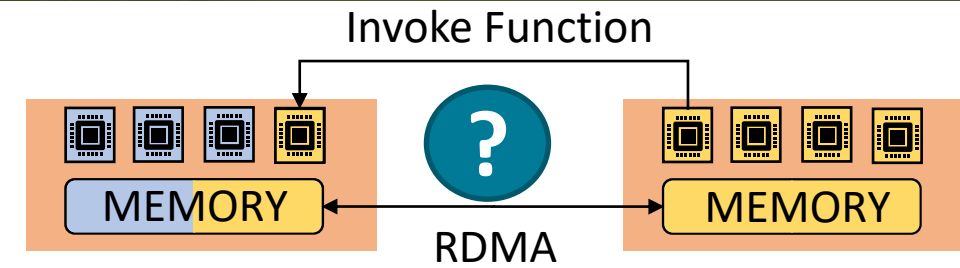 Invoke Function
?
MEMORY
MEMORY
RDMA